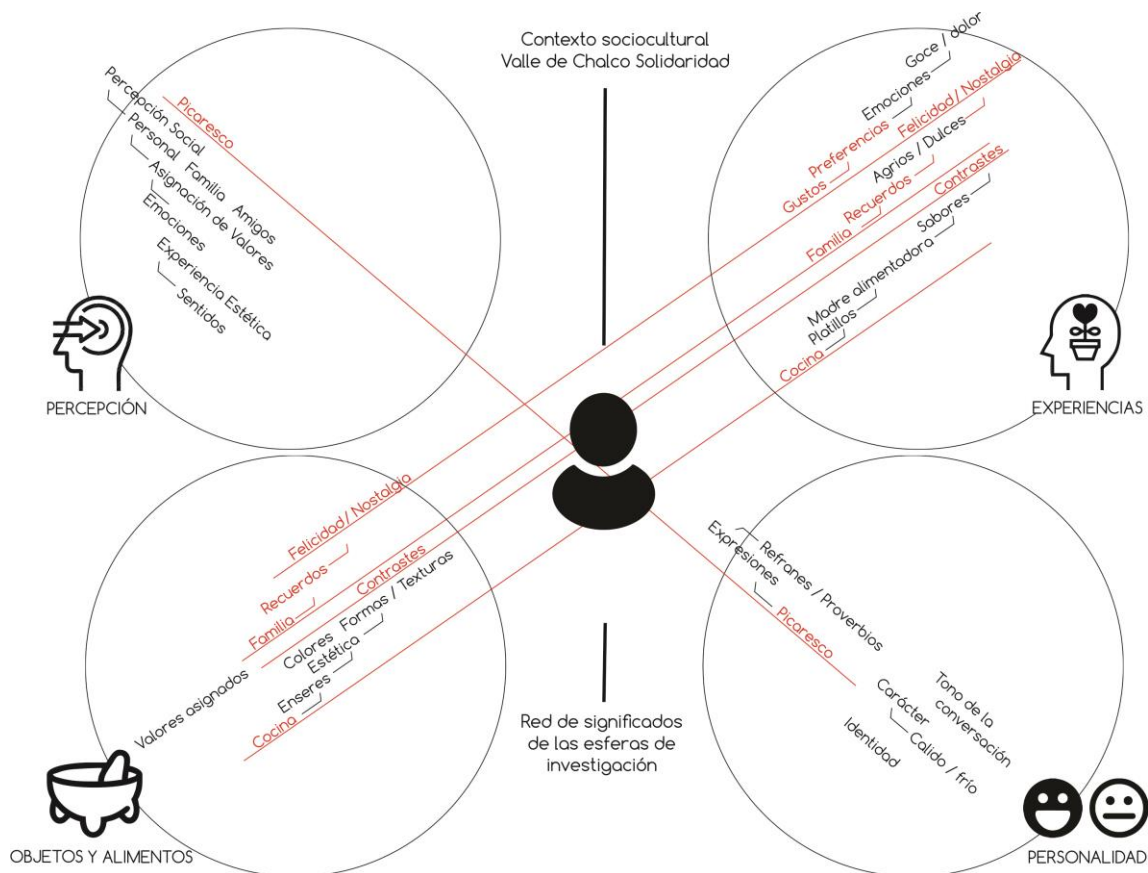 Contexto sociocultural
Valle de Chalco Solidaridad
Percepción Social
Picaresco
Personal Familia Amigos
Asignación de Valores
Emociones
Experiencia Estética
Sentidos
PERCEPCIÓN
Goce / dolor
Emociones
Felicidad/ Nostalgia
Preferencias
Gustos
Agrios / Dulces
Recuerdos
Familia
Contrastes
Sabores
Madre alimentadora
Platillos
Cocina
EXPERIENCIAS
Felicidad/ Nostalgia
Recuerdos
Familia
Contrastes
Formas / Texturas
Colores
Estética
Enseres
Cocina
Valores asignados
OBJETOS Y ALIMENTOS
Red de significados
de las esferas de
investigación
Refranes / Proverbios
Expresiones
Picaresco
Tono de la
conversación
Carácter
Calido / frío
Identidad
PERSONALIDAD